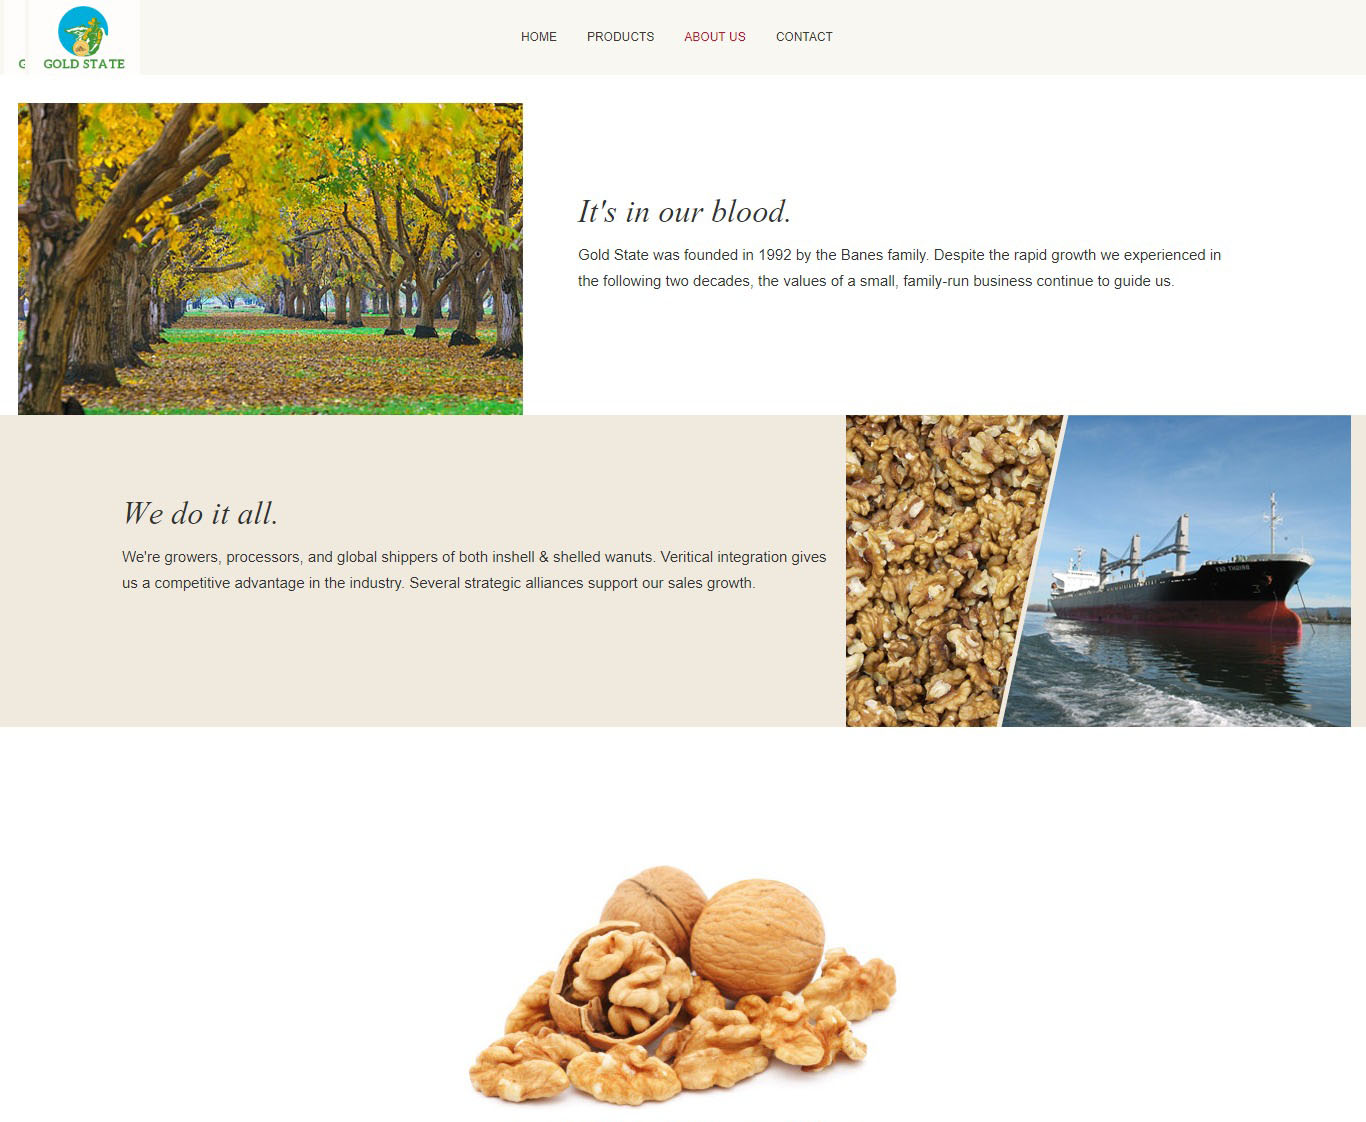 G GOLD STATE
HOME PRODUCTS ABOUT US CONTACT
It's in our blood.
Gold State was founded in 1992 by the Banes family. Despite the rapid growth we experienced in
the following two decades, the values of a small, family-run business continue to guide us.
We do it all.
We're growers, processors, and global shippers of both inshell & shelled wanuts. Veritical integration gives
us a competitive advantage in the industry. Several strategic alliances support our sales growth.